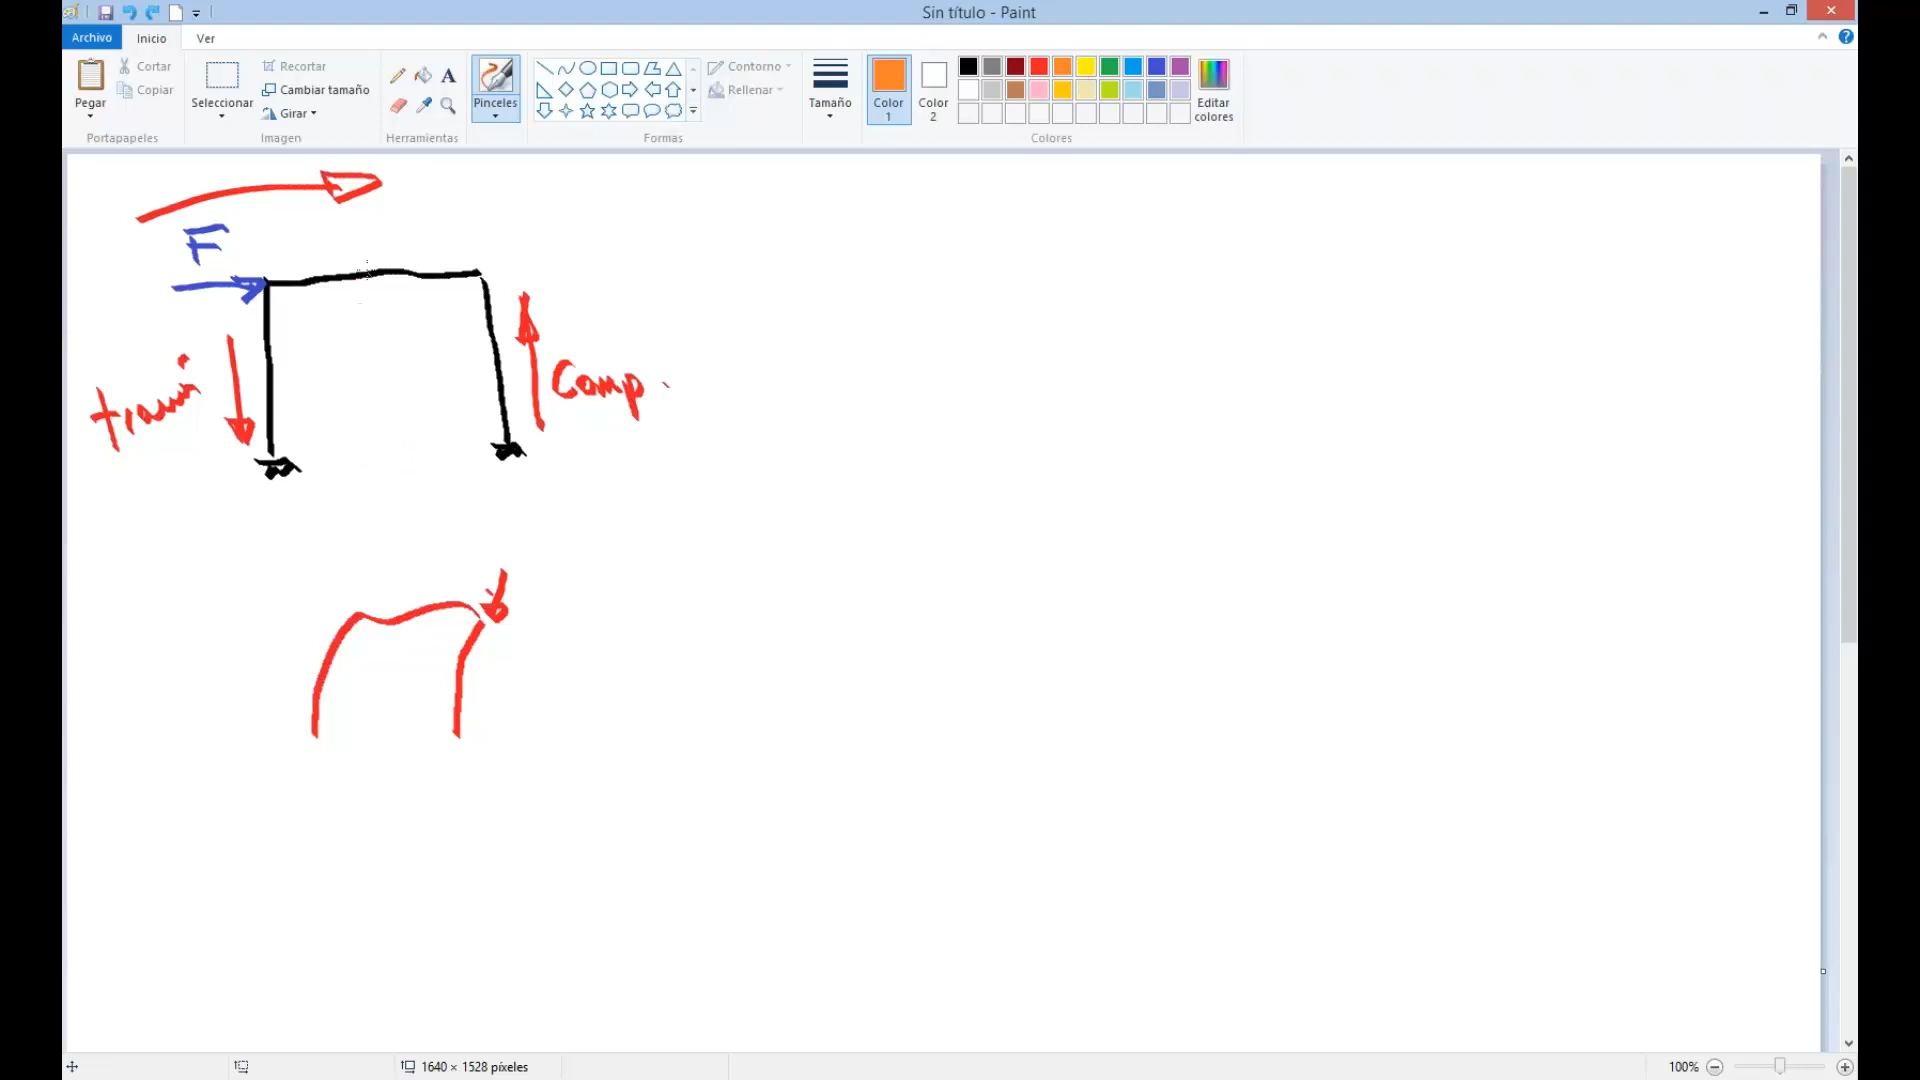 Sin título - Paint
Archivo
Inicio
Ver
Pegar
Cortar
Copiar
Portapapeles
Seleccionar
Recortar
Cambiar tamaño
Girar
Imagen
A
Herramientas
Pinceles
Contorno
Rellenar
Formas
Tamaño
Color
1
Color
2
Editar
colores
Colores
F
Comp.
1640 × 1528 píxeles
100%